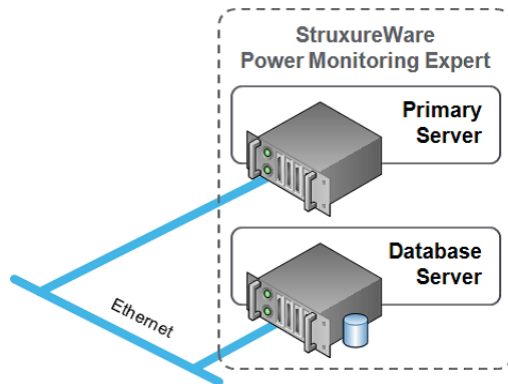 StruxureWare
Power Monitoring Expert
Primary
Server
Database
Server
Ethernet